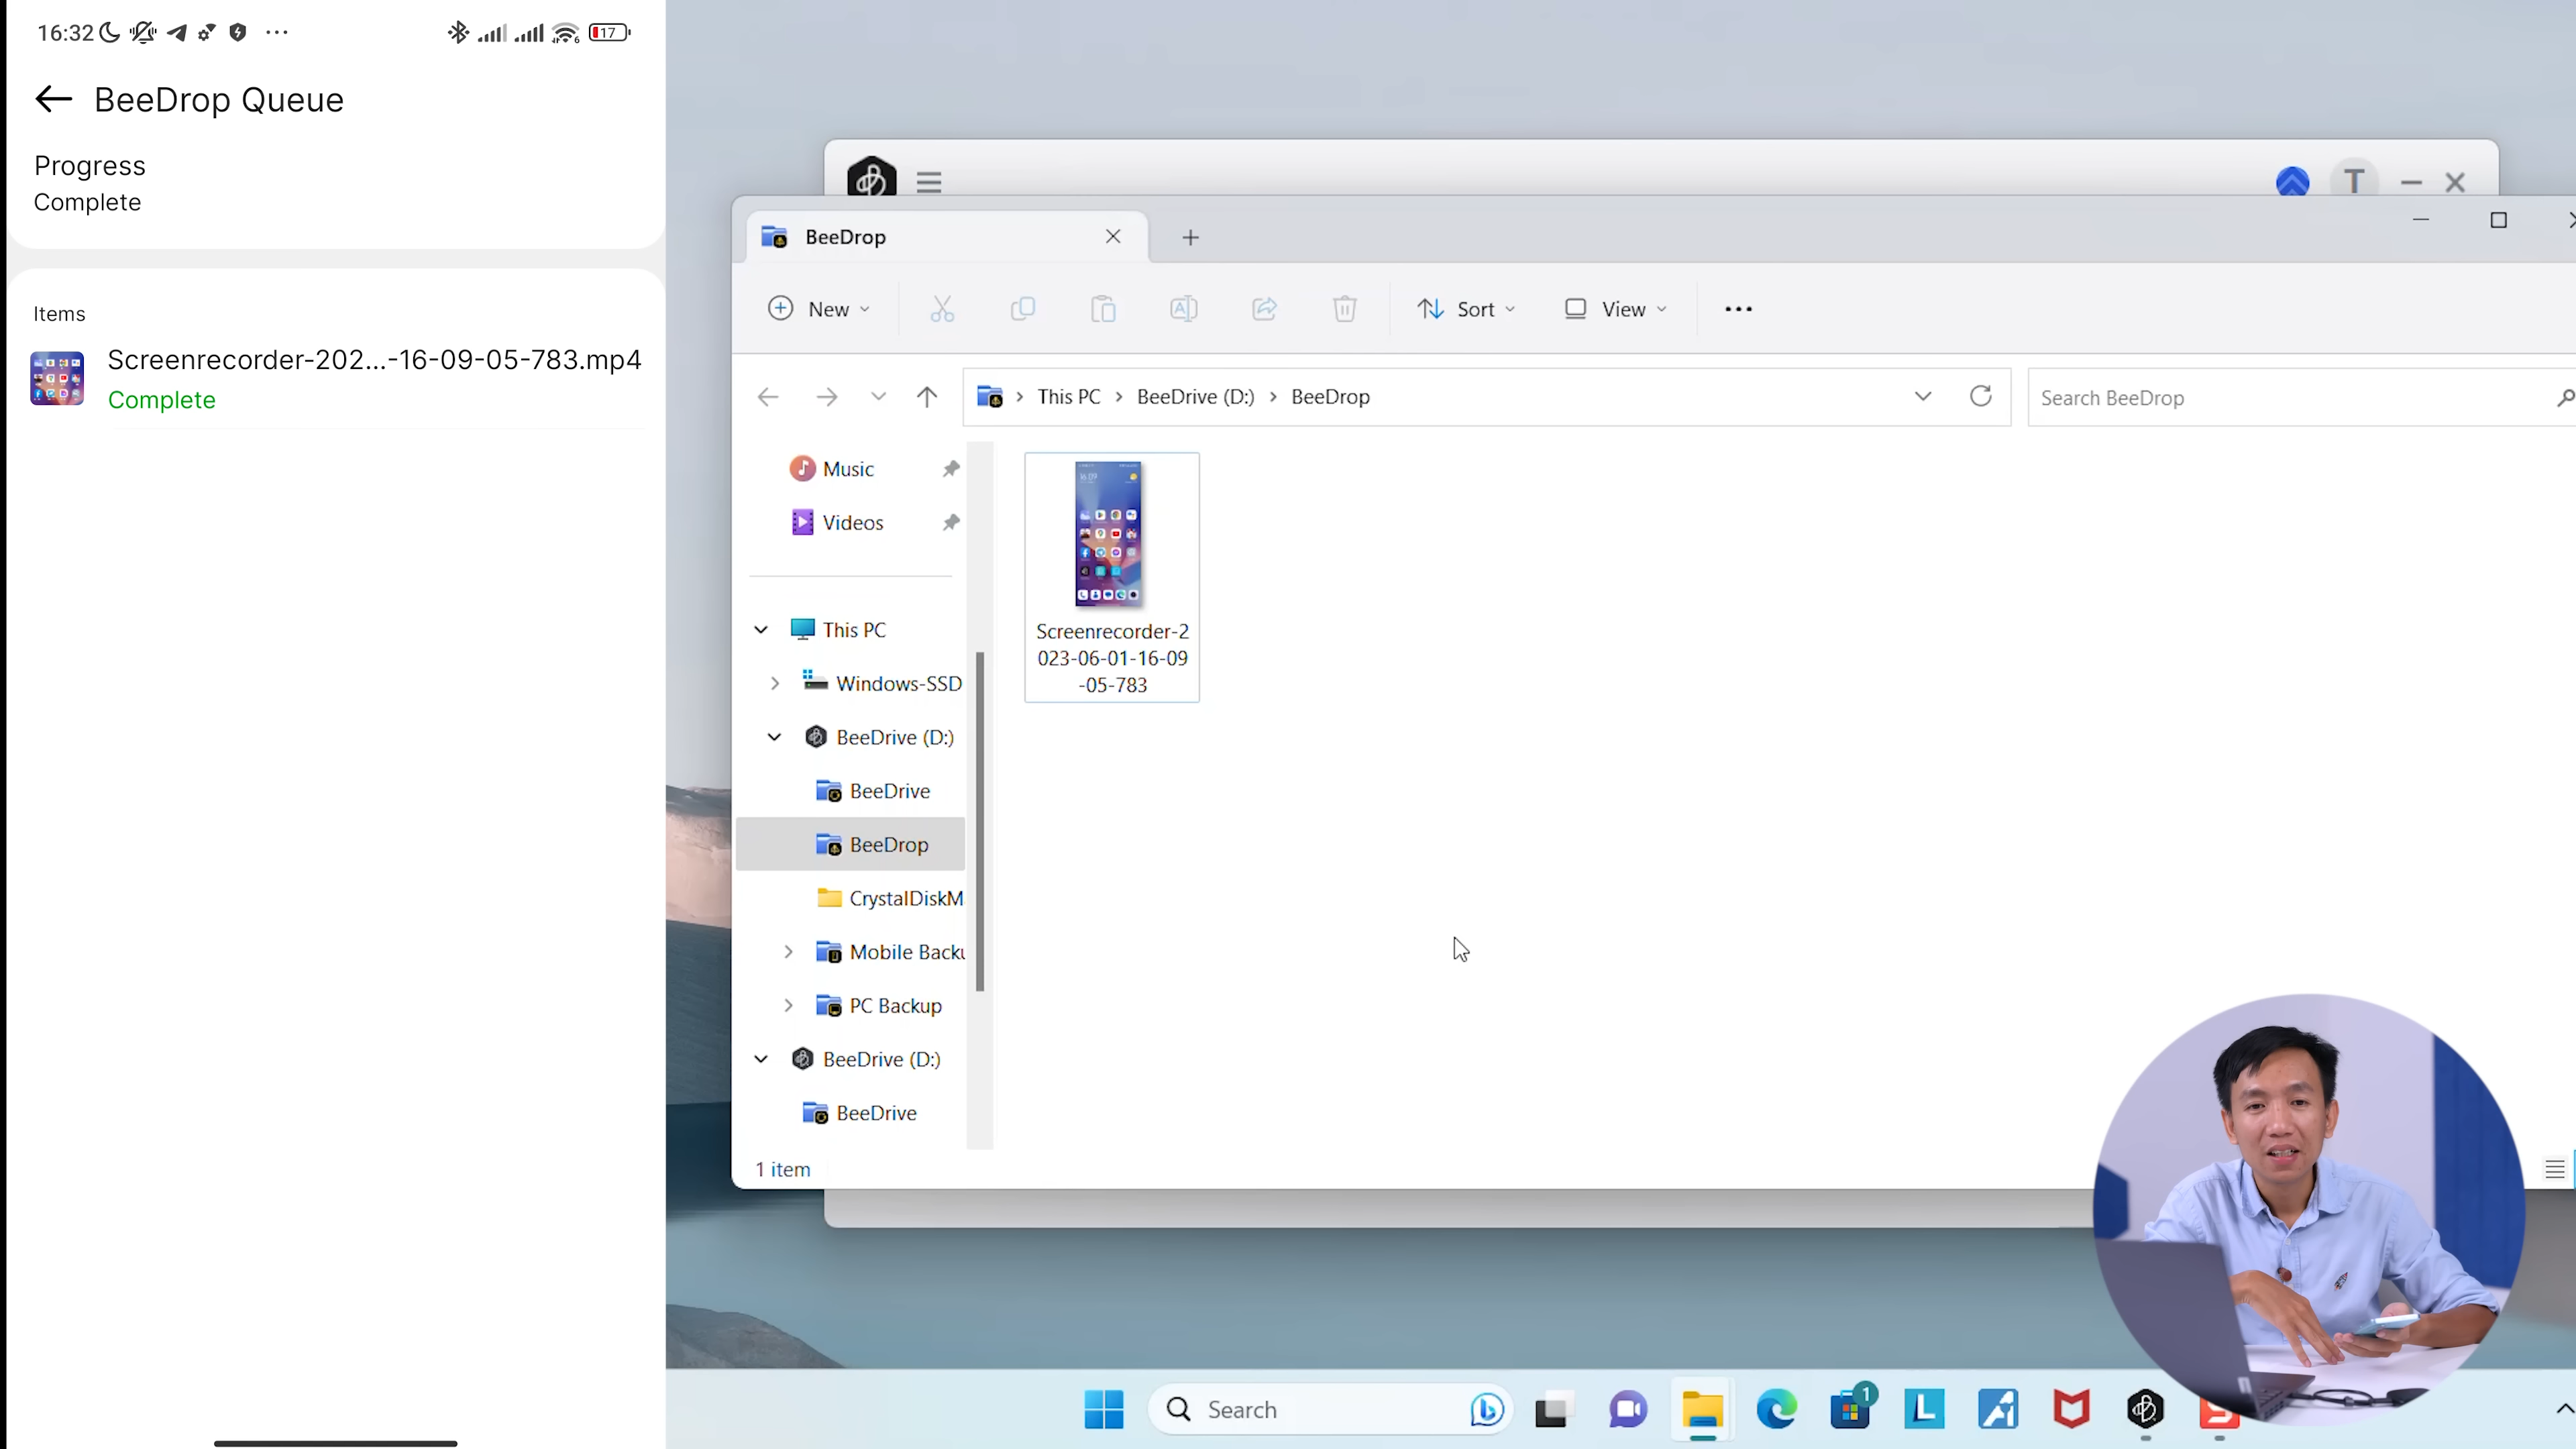 16:32
17
BeeDrop Queue
Progress
Complete
Items
Screenrecorder-202...-16-09-05-783.mp4
Complete
T
BeeDrop
New
Sort
View
This PC
BeeDrive (D:)
BeeDrop
Search BeeDrop
Music
Videos
This PC
Windows-SSD
BeeDrive (D:)
BeeDrive
BeeDrop
CrystalDiskM
Mobile Backu
PC Backup
BeeDrive (D:)
BeeDrive
16:09
Screenrecorder-2
023-06-01-16-09
-05-783
1 item
Search
1